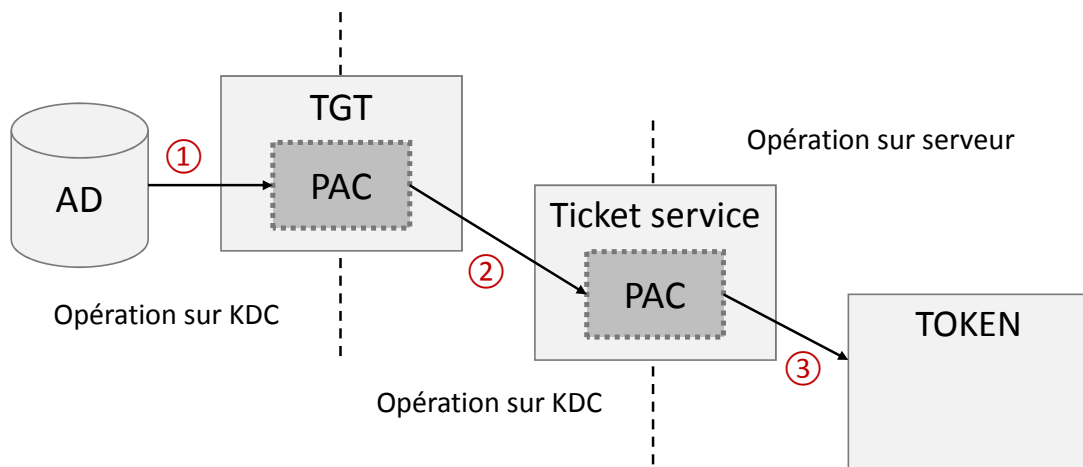 TGT
①
PAC
AD
Opération sur KDC
②
Opération sur serveur
Ticket service
PAC
Opération sur KDC
③
TOKEN